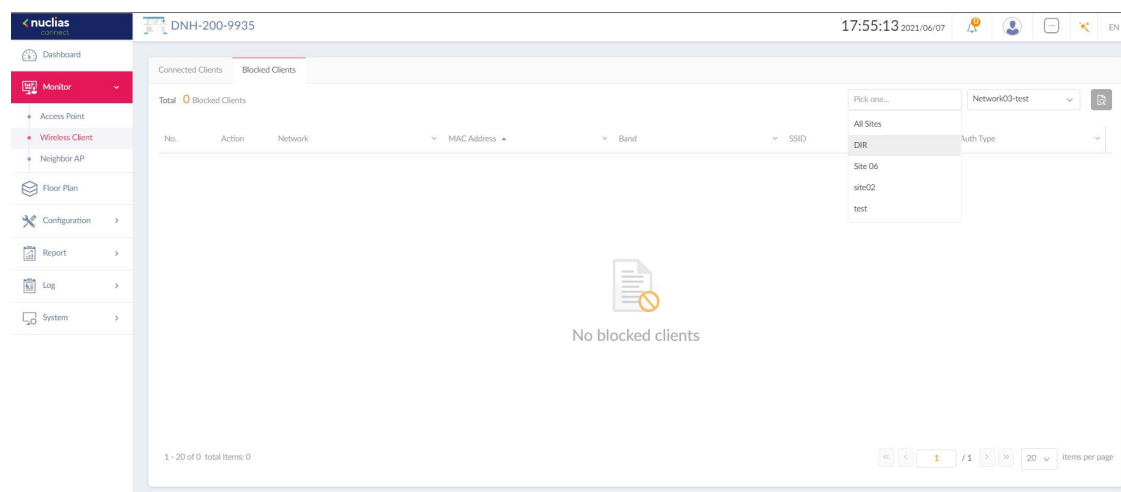 nuclias
connect
DNH-200-9935
17:55:13 2021/06/07
0
EN
Dashboard
Monitor
Access Point
Wireless Client
Neighbor AP
Floor Plan
Configuration
Report
Log
System
Connected Clients Blocked Clients
Total 0 Blocked Clients
Pick one...
Network03-test
All Sites
DIR
Site 06
site02
test
No. Action Network MAC Address Band SSID Auth Type
No blocked clients
1 - 20 of 0 total Items: 0
« < 1 / 1 > » 20 items per page